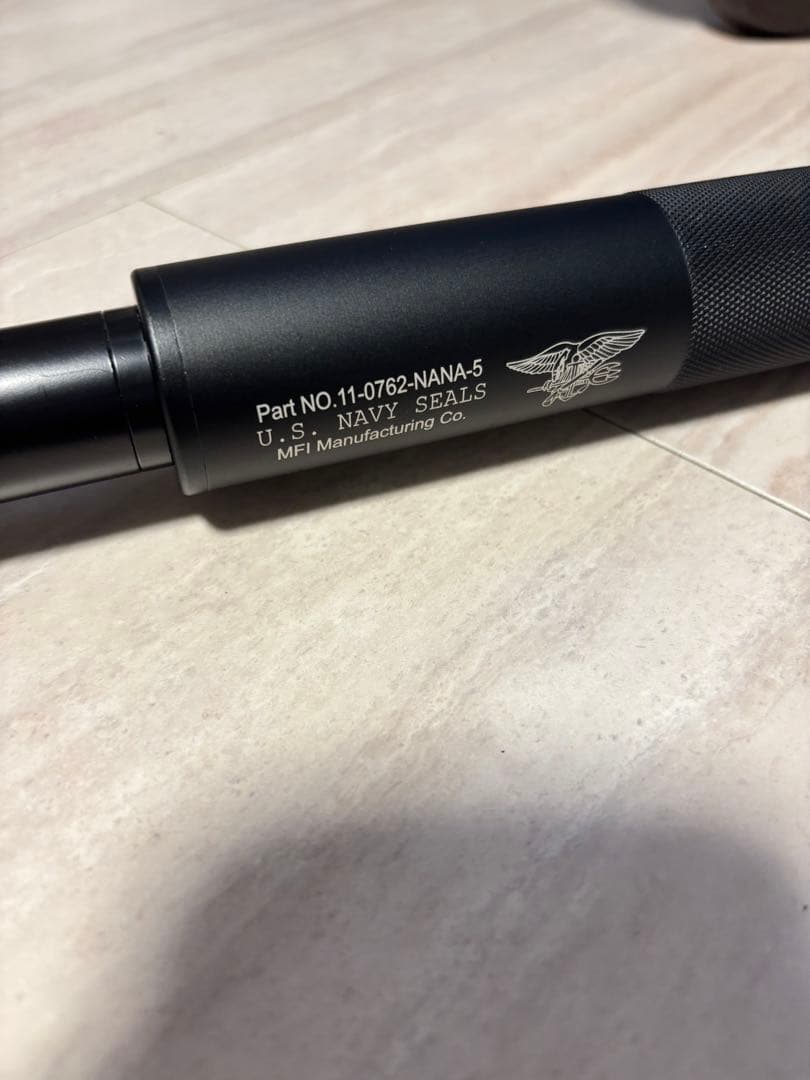 Part NO.11-0762-NANA-5
U.S. NAVY SEALS
MFI Manufacturing Co.